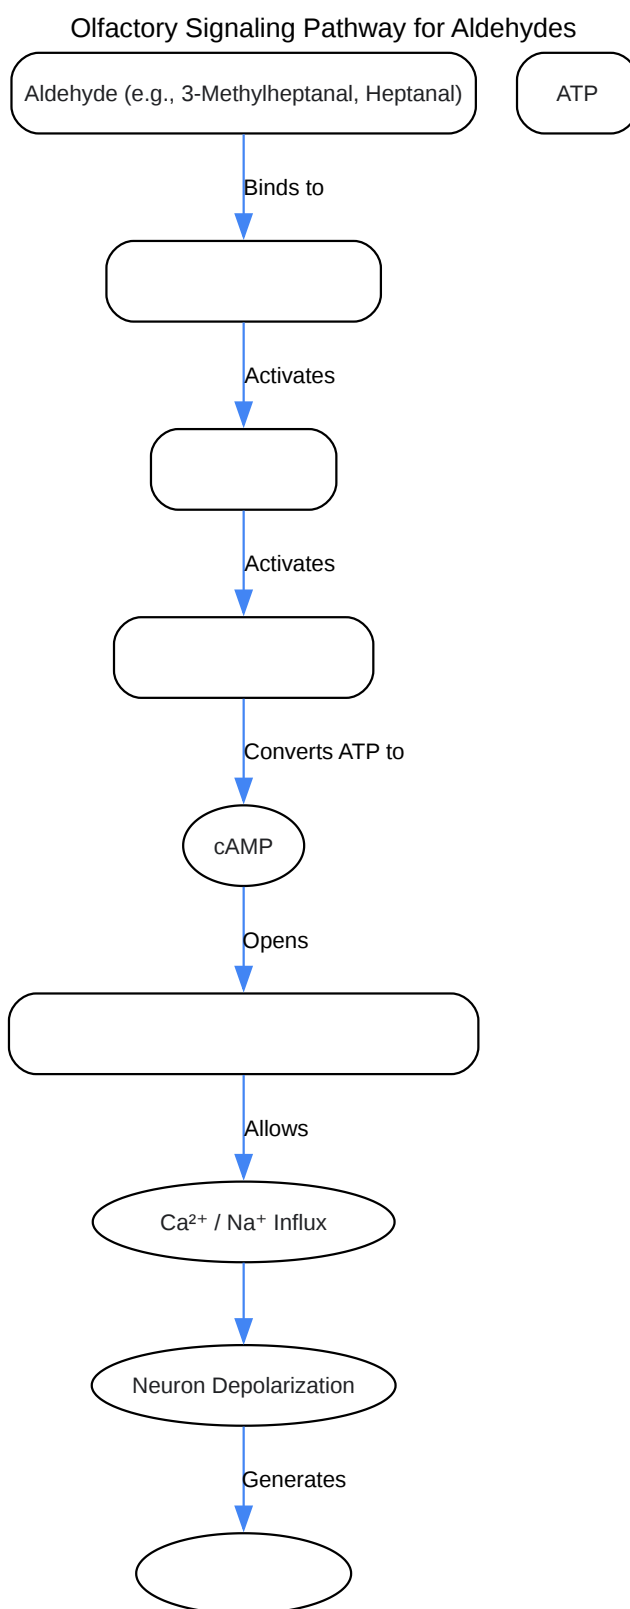 Olfactory Signaling Pathway for Aldehydes
Aldehyde (e.g., 3-Methylheptanal, Heptanal)
ATP
Binds to
Activates
Activates
Converts ATP to
cAMP
Opens
Allows
Ca²⁺ / Na⁺ Influx
Neuron Depolarization
Generates